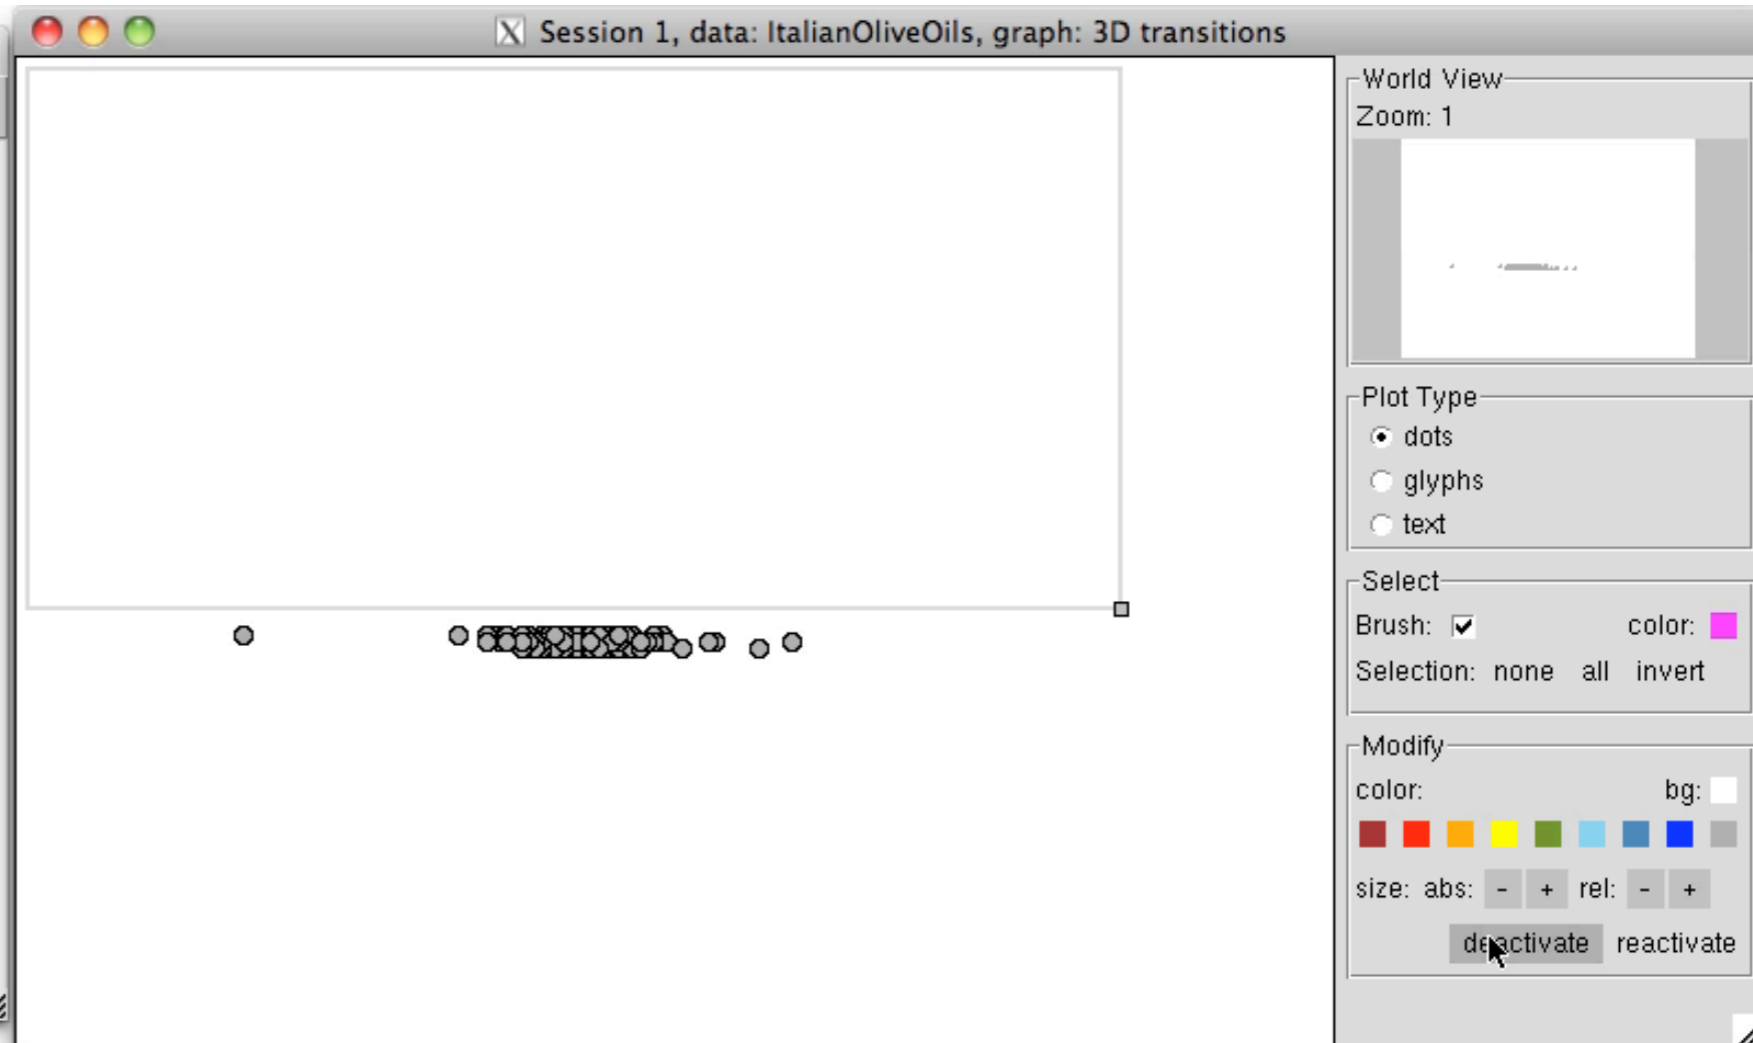 Session 1, data: ItalianOliveOils, graph: 3D transitions
World View
Zoom: 1
Plot Type
dots
glyphs
text
Select
Brush: color:
Selection: none all invert
Modify
color: bg:
size: abs: - + rel: - +
deactivate reactivate